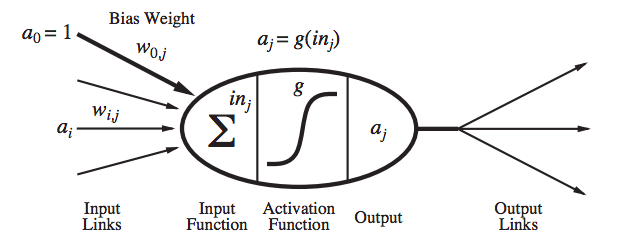 Bias Weight
a₀ = 1
w₀,ⱼ
aⱼ = g(inⱼ)
inⱼ
g
wᵢ,ⱼ
aᵢ
Σ
aⱼ
Input
Links
Input
Function
Activation
Function
Output
Output
Links